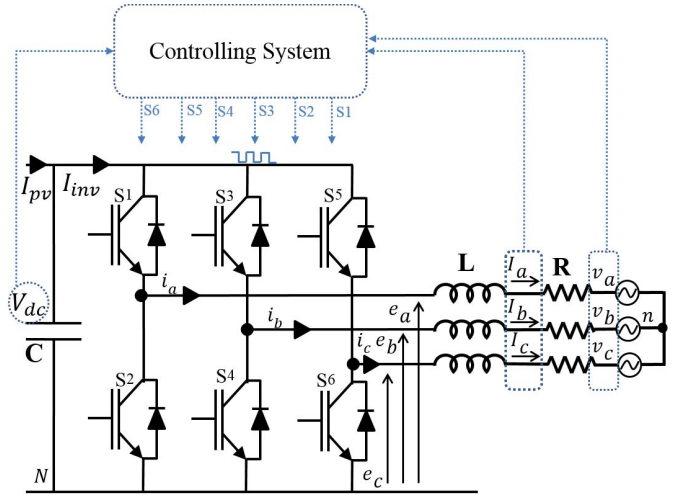 Controlling System
S6 S5 S4 S3 S2 S1
I_pv I_inv
S1 S3 S5
V_dc
C
i_a
i_b
i_c
e_a
e_b
e_c
L
R
I_a
I_b
I_c
v_a
v_b
v_c
n
S2 S4 S6
N